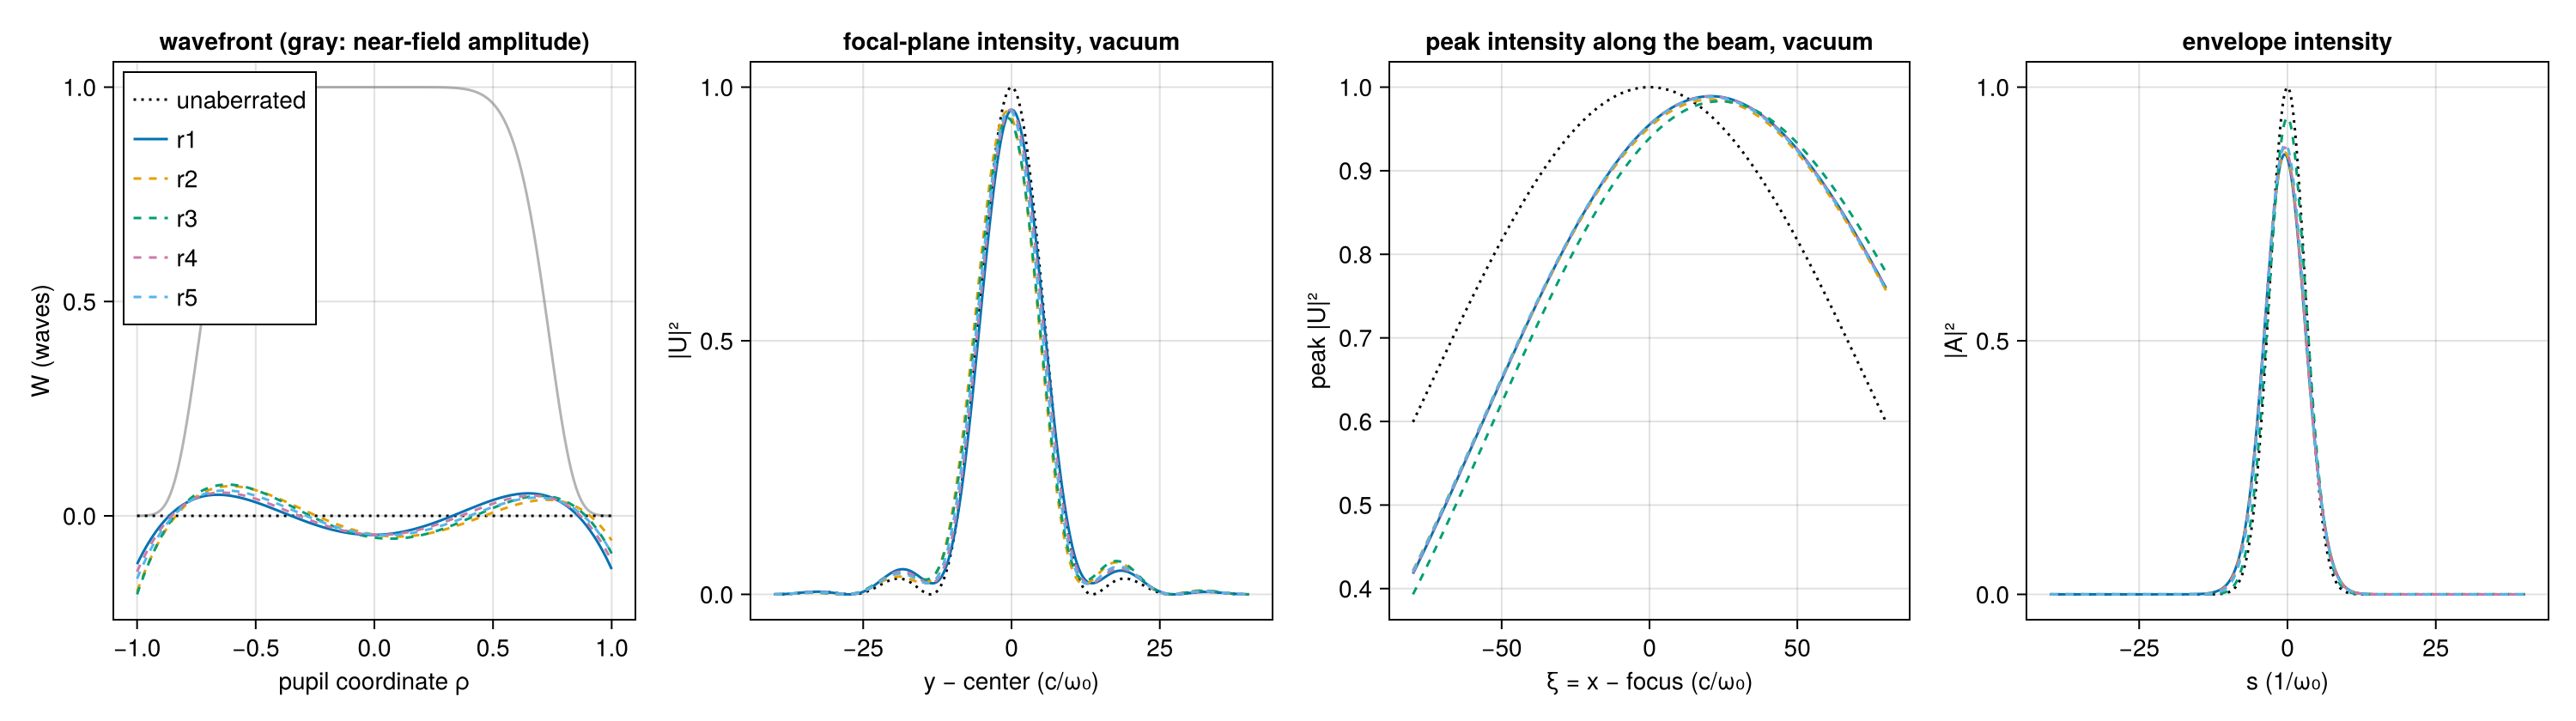 wavefront (gray: near-field amplitude)
W (waves)
1.0
0.5
0.0
unaberrated
r1
r2
r3
r4
r5
−1.0 −0.5 0.0 0.5 1.0
pupil coordinate ρ
focal-plane intensity, vacuum
|U|²
1.0
0.5
0.0
−25 0 25
y − center (c/ω₀)
peak intensity along the beam, vacuum
peak |U|²
1.0
0.9
0.8
0.7
0.6
0.5
0.4
−50 0 50
ξ = x − focus (c/ω₀)
envelope intensity
|A|²
1.0
0.5
0.0
−25 0 25
s (1/ω₀)